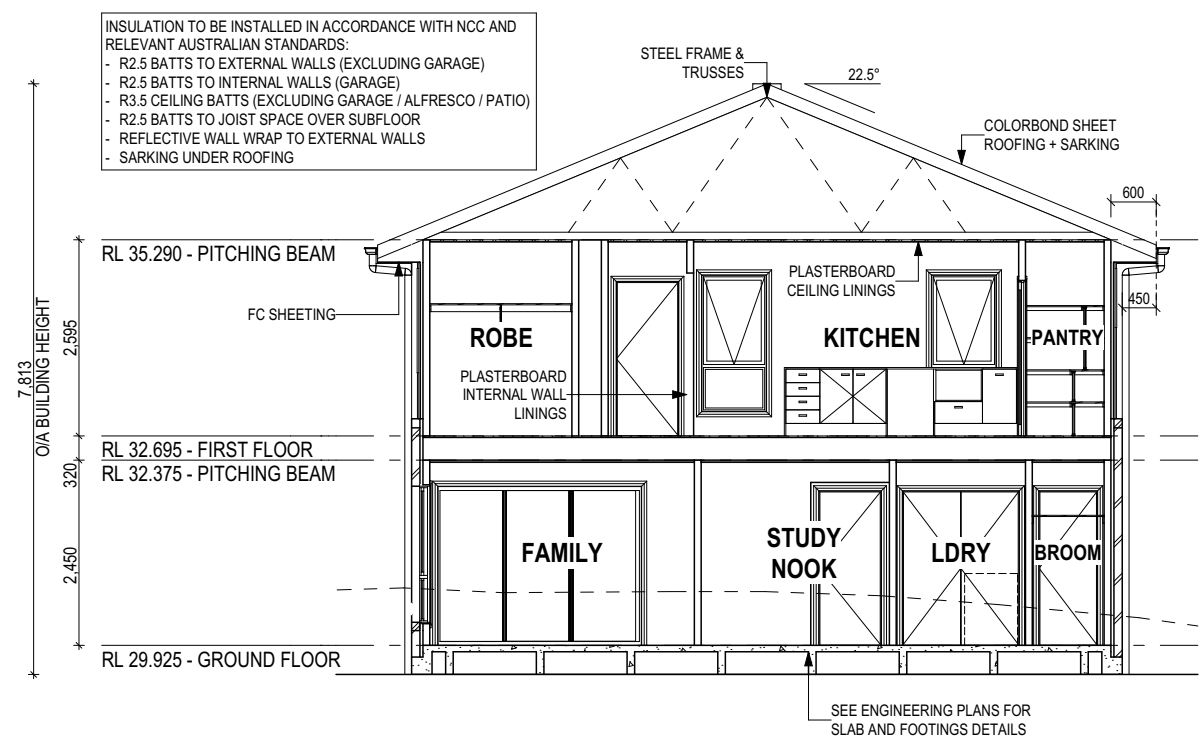 INSULATION TO BE INSTALLED IN ACCORDANCE WITH NCC AND
RELEVANT AUSTRALIAN STANDARDS:
- R2.5 BATTS TO EXTERNAL WALLS (EXCLUDING GARAGE)
- R2.5 BATTS TO INTERNAL WALLS (GARAGE)
- R3.5 CEILING BATTS (EXCLUDING GARAGE / ALFRESCO / PATIO)
- R2.5 BATTS TO JOIST SPACE OVER SUBFLOOR
- REFLECTIVE WALL WRAP TO EXTERNAL WALLS
- SARKING UNDER ROOFING
STEEL FRAME &
TRUSSES
22.5°
COLORBOND SHEET
ROOFING + SARKING
600
RL 35.290 - PITCHING BEAM
PLASTERBOARD
CEILING LININGS
450
FC SHEETING
ROBE
KITCHEN
PANTRY
PLASTERBOARD
INTERNAL WALL
LININGS
2,595
7,813
O/A BUILDING HEIGHT
RL 32.695 - FIRST FLOOR
320
RL 32.375 - PITCHING BEAM
2,450
FAMILY
STUDY
NOOK
LDRY
BROOM
RL 29.925 - GROUND FLOOR
SEE ENGINEERING PLANS FOR
SLAB AND FOOTINGS DETAILS